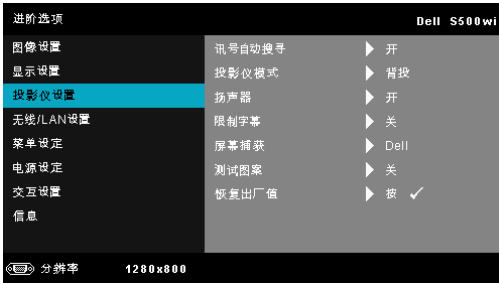 进阶选项 Dell S500wi
图像设置
显示设置
投影仪设置
无线/LAN设置
菜单设定
电源设定
交互设置
信息
讯号自动搜寻 开
投影仪模式 背投
扬声器 开
限制字幕 关
屏幕捕获 Dell
测试图案 关
恢复出厂值 按
分辨率 1280x800